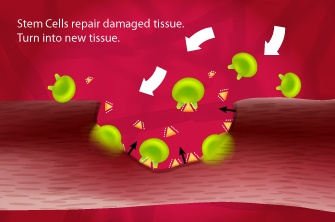 Stem Cells repair damaged tissue.
Turn into new tissue.